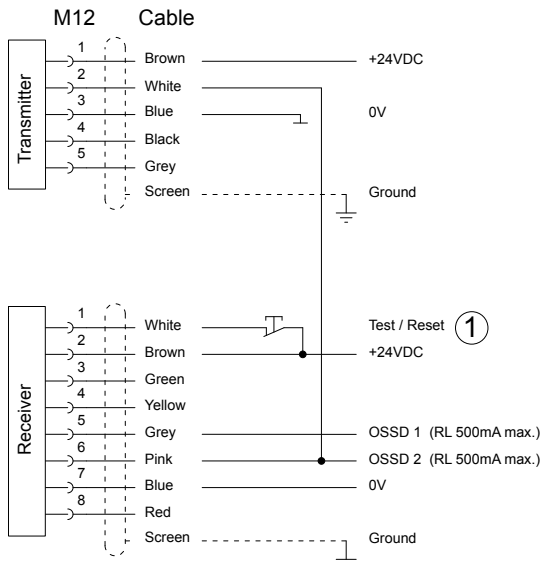 M12 Cable
Transmitter
1 Brown +24VDC
2 White
3 Blue 0V
4 Black
5 Grey
Screen Ground
Receiver
1 White Test / Reset 1
2 Brown +24VDC
3 Green
4 Yellow
5 Grey OSSD 1 (RL 500mA max.)
6 Pink OSSD 2 (RL 500mA max.)
7 Blue 0V
8 Red
Screen Ground